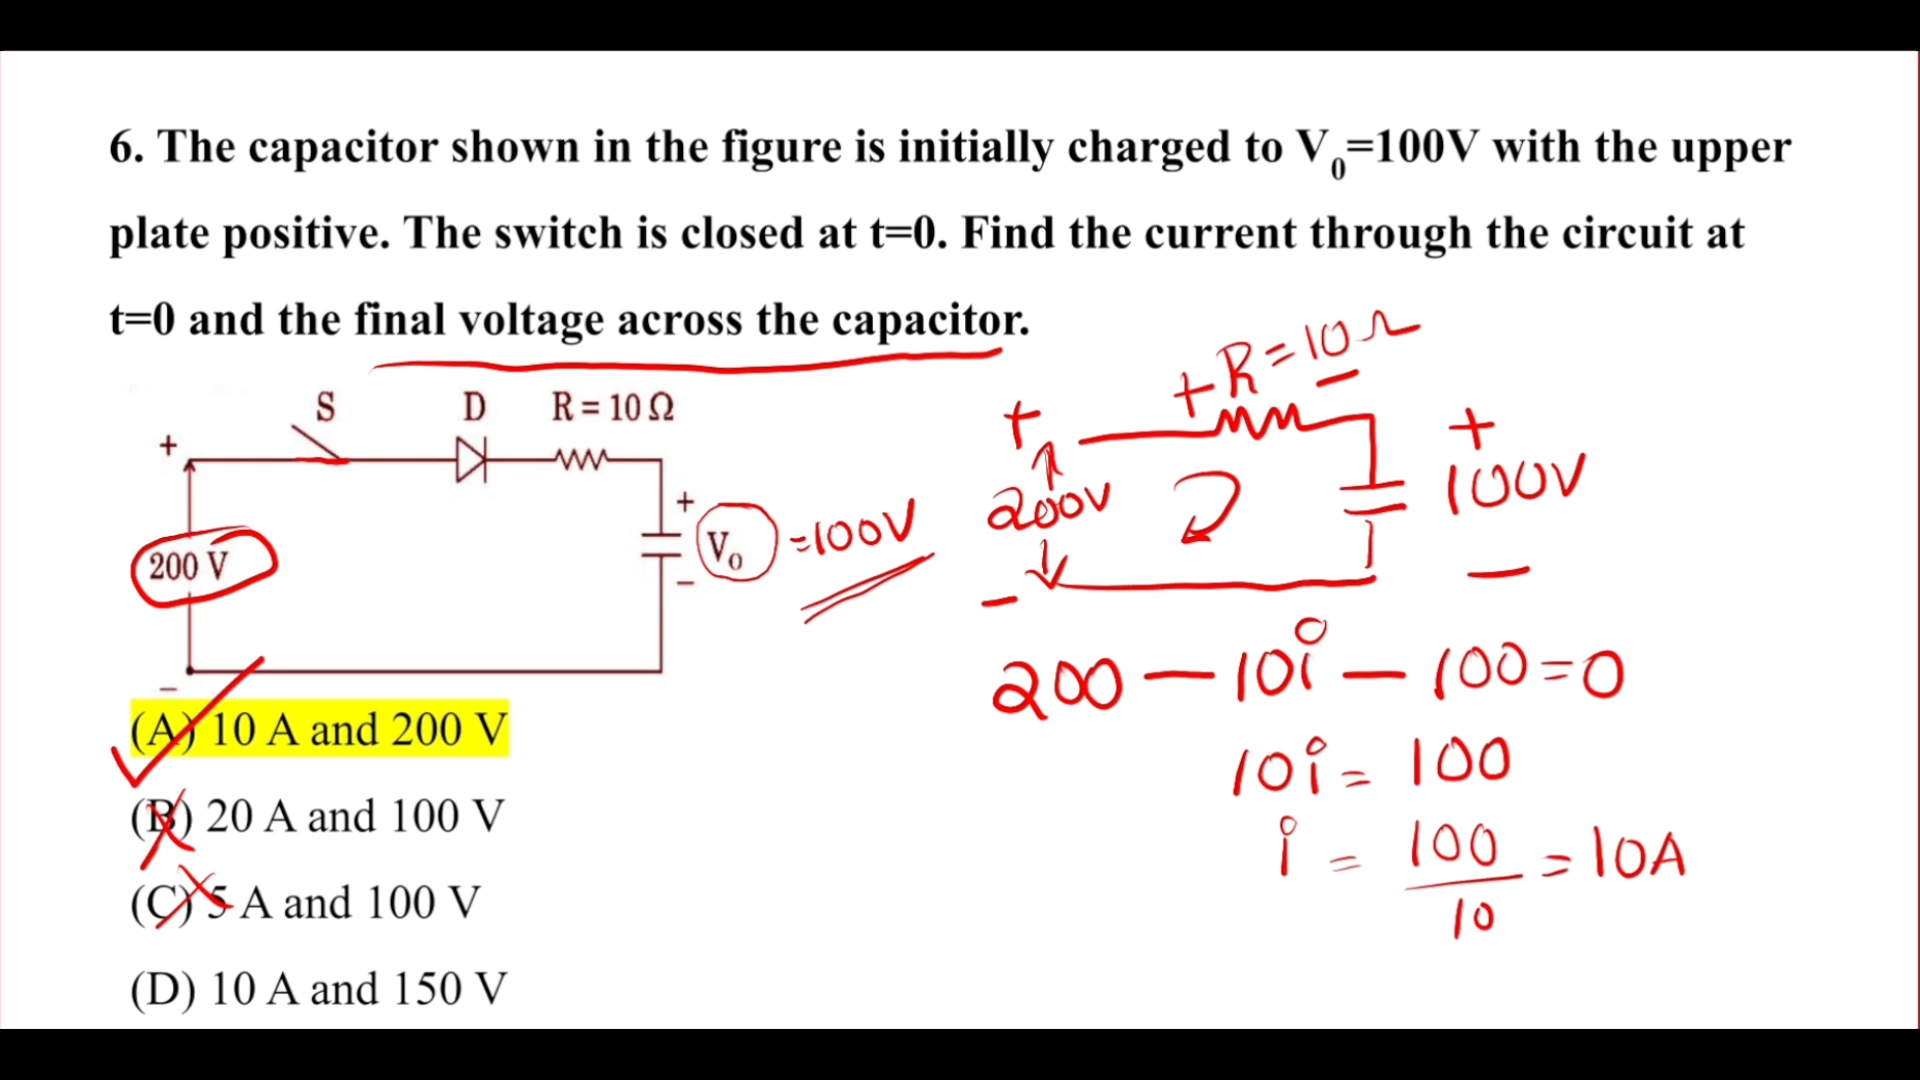 6. The capacitor shown in the figure is initially charged to V₀=100V with the upper
plate positive. The switch is closed at t=0. Find the current through the circuit at
t=0 and the final voltage across the capacitor.
S D R = 10 Ω
+
200 V
−
+
V₀
−
=100V
+ R=10Ω
+
200V
−
+
100V
−
200 − 10i − 100 = 0
10i = 100
i = 100/10 = 10A
(A) 10 A and 200 V
(B) 20 A and 100 V
(C) 5 A and 100 V
(D) 10 A and 150 V